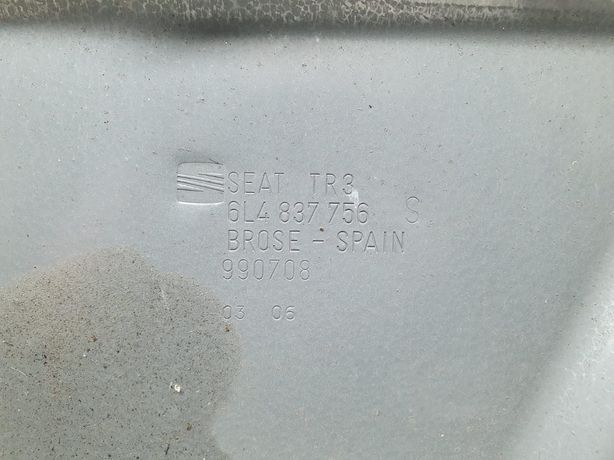 SEAT TR3
6L4 837 756 S
BROSE - SPAIN
990708
03 06